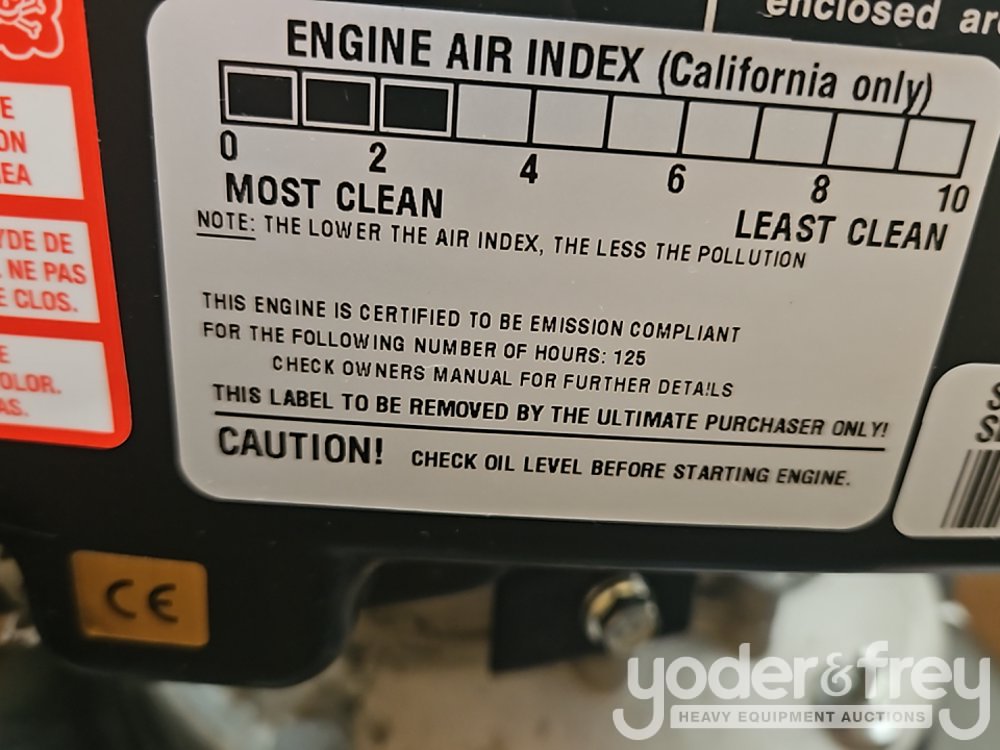 enclosed
ENGINE AIR INDEX (California only)
0 2 4 6 8 10
MOST CLEAN LEAST CLEAN
NOTE: THE LOWER THE AIR INDEX, THE LESS THE POLLUTION
THIS ENGINE IS CERTIFIED TO BE EMISSION COMPLIANT
FOR THE FOLLOWING NUMBER OF HOURS: 125
CHECK OWNERS MANUAL FOR FURTHER DETAILS
THIS LABEL TO BE REMOVED BY THE ULTIMATE PURCHASER ONLY!
CAUTION! CHECK OIL LEVEL BEFORE STARTING ENGINE.
E
ON
EA
YDE DE
NE PAS
E CLOS.
E
OLOR.
AS.
CE
yoder&frey
HEAVY EQUIPMENT AUCTIONS